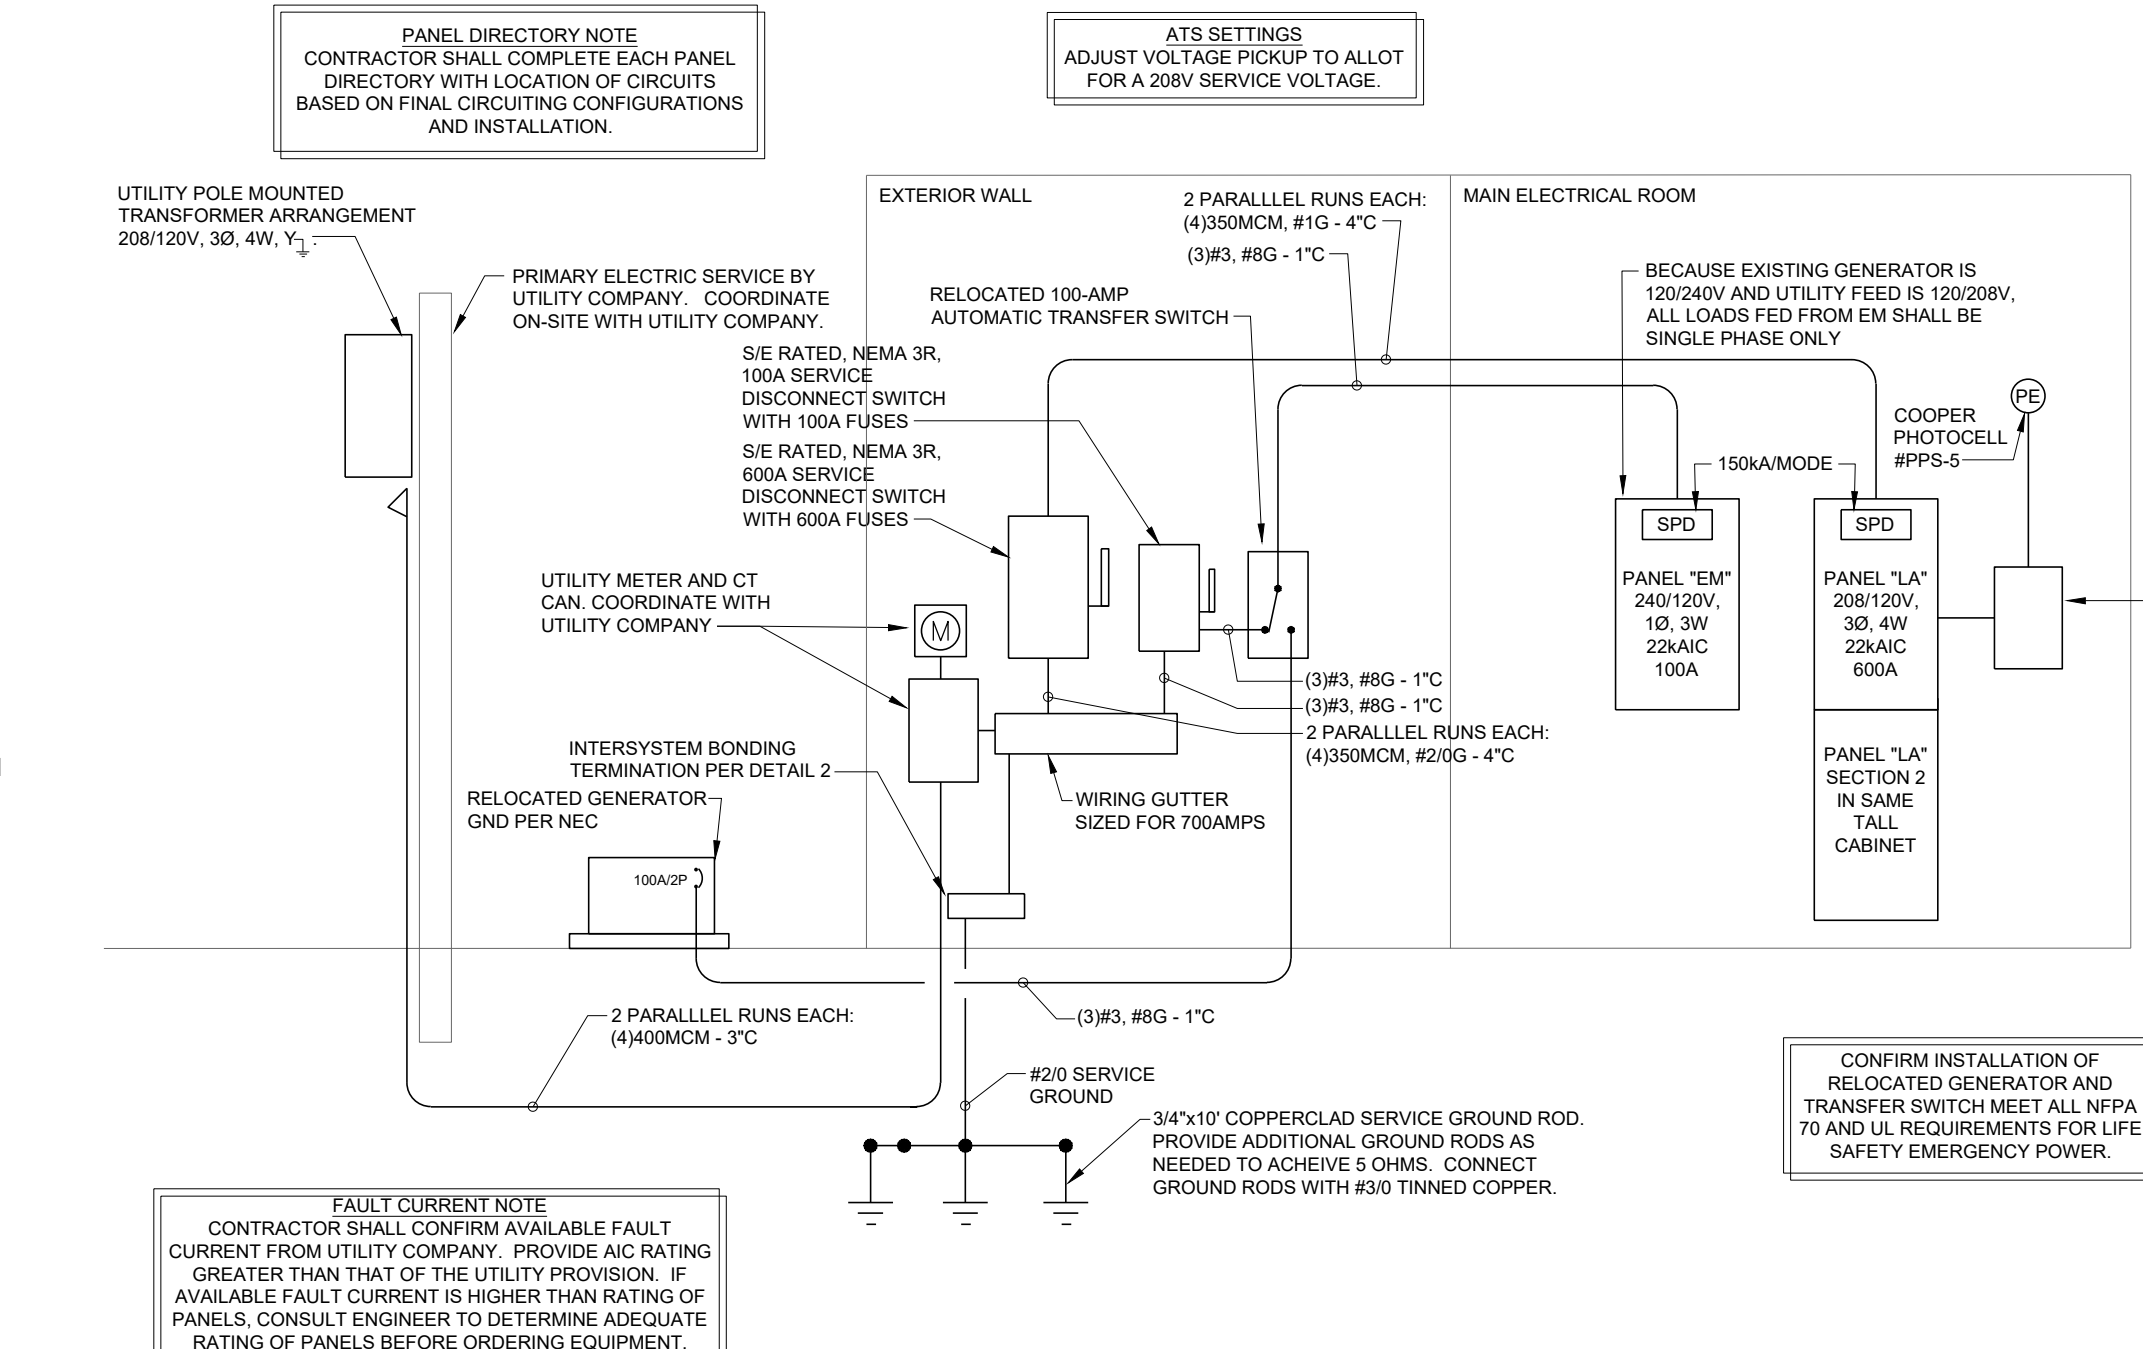 PANEL DIRECTORY NOTE
CONTRACTOR SHALL COMPLETE EACH PANEL
DIRECTORY WITH LOCATION OF CIRCUITS
BASED ON FINAL CIRCUITING CONFIGURATIONS
AND INSTALLATION.
ATS SETTINGS
ADJUST VOLTAGE PICKUP TO ALLOT
FOR A 208V SERVICE VOLTAGE.
UTILITY POLE MOUNTED
TRANSFORMER ARRANGEMENT
208/120V, 3Ø, 4W, Y .
PRIMARY ELECTRIC SERVICE BY
UTILITY COMPANY. COORDINATE
ON-SITE WITH UTILITY COMPANY.
EXTERIOR WALL
2 PARALLLEL RUNS EACH:
(4)350MCM, #1G - 4"C
(3)#3, #8G - 1"C
MAIN ELECTRICAL ROOM
RELOCATED 100-AMP
AUTOMATIC TRANSFER SWITCH
BECAUSE EXISTING GENERATOR IS
120/240V AND UTILITY FEED IS 120/208V,
ALL LOADS FED FROM EM SHALL BE
SINGLE PHASE ONLY
S/E RATED, NEMA 3R,
100A SERVICE
DISCONNECT SWITCH
WITH 100A FUSES
S/E RATED, NEMA 3R,
600A SERVICE
DISCONNECT SWITCH
WITH 600A FUSES
PE
COOPER
PHOTOCELL
#PPS-5
150kA/MODE
SPD
PANEL "EM"
240/120V,
1Ø, 3W
22kAIC
100A
SPD
PANEL "LA"
208/120V,
3Ø, 4W
22kAIC
600A
PANEL "LA"
SECTION 2
IN SAME
TALL
CABINET
UTILITY METER AND CT
CAN. COORDINATE WITH
UTILITY COMPANY
M
(3)#3, #8G - 1"C
(3)#3, #8G - 1"C
2 PARALLLEL RUNS EACH:
(4)350MCM, #2/0G - 4"C
INTERSYSTEM BONDING
TERMINATION PER DETAIL 2
RELOCATED GENERATOR
GND PER NEC
WIRING GUTTER
SIZED FOR 700AMPS
100A/2P
2 PARALLLEL RUNS EACH:
(4)400MCM - 3"C
(3)#3, #8G - 1"C
#2/0 SERVICE
GROUND
3/4"x10' COPPERCLAD SERVICE GROUND ROD.
PROVIDE ADDITIONAL GROUND RODS AS
NEEDED TO ACHEIVE 5 OHMS. CONNECT
GROUND RODS WITH #3/0 TINNED COPPER.
CONFIRM INSTALLATION OF
RELOCATED GENERATOR AND
TRANSFER SWITCH MEET ALL NFPA
70 AND UL REQUIREMENTS FOR LIFE
SAFETY EMERGENCY POWER.
FAULT CURRENT NOTE
CONTRACTOR SHALL CONFIRM AVAILABLE FAULT
CURRENT FROM UTILITY COMPANY. PROVIDE AIC RATING
GREATER THAN THAT OF THE UTILITY PROVISION. IF
AVAILABLE FAULT CURRENT IS HIGHER THAN RATING OF
PANELS, CONSULT ENGINEER TO DETERMINE ADEQUATE
RATING OF PANELS BEFORE ORDERING EQUIPMENT.